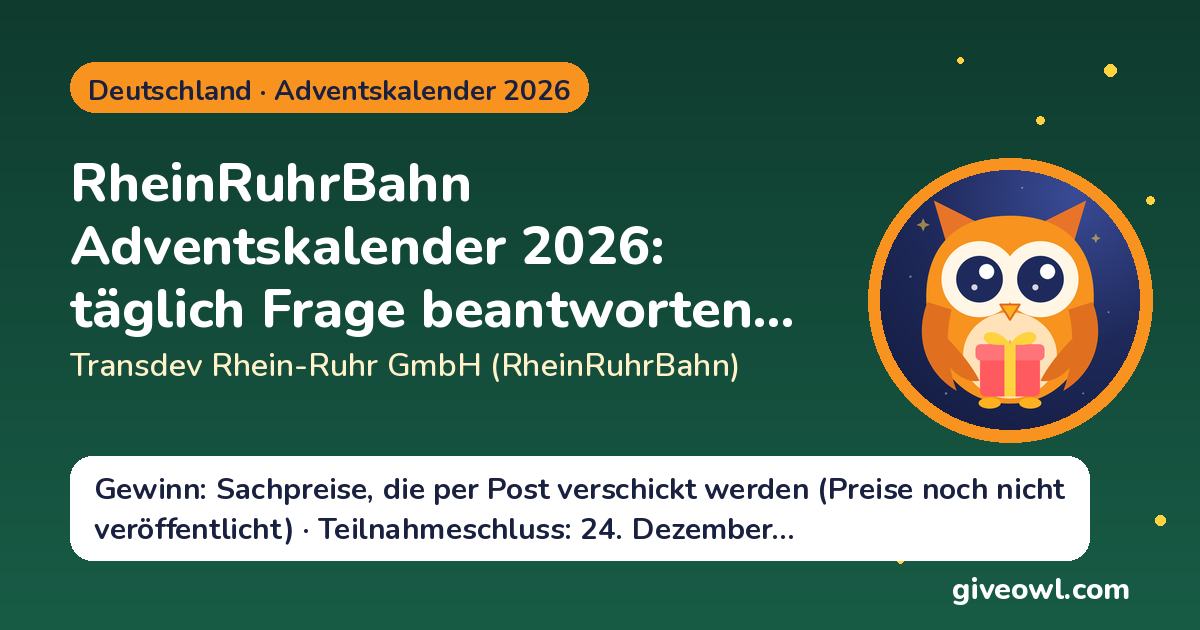 Deutschland · Adventskalender 2026
RheinRuhrBahn
Adventskalender 2026:
täglich Frage beantworten...
Transdev Rhein-Ruhr GmbH (RheinRuhrBahn)
Gewinn: Sachpreise, die per Post verschickt werden (Preise noch nicht
veröffentlicht) · Teilnahmeschluss: 24. Dezember...
giveowl.com